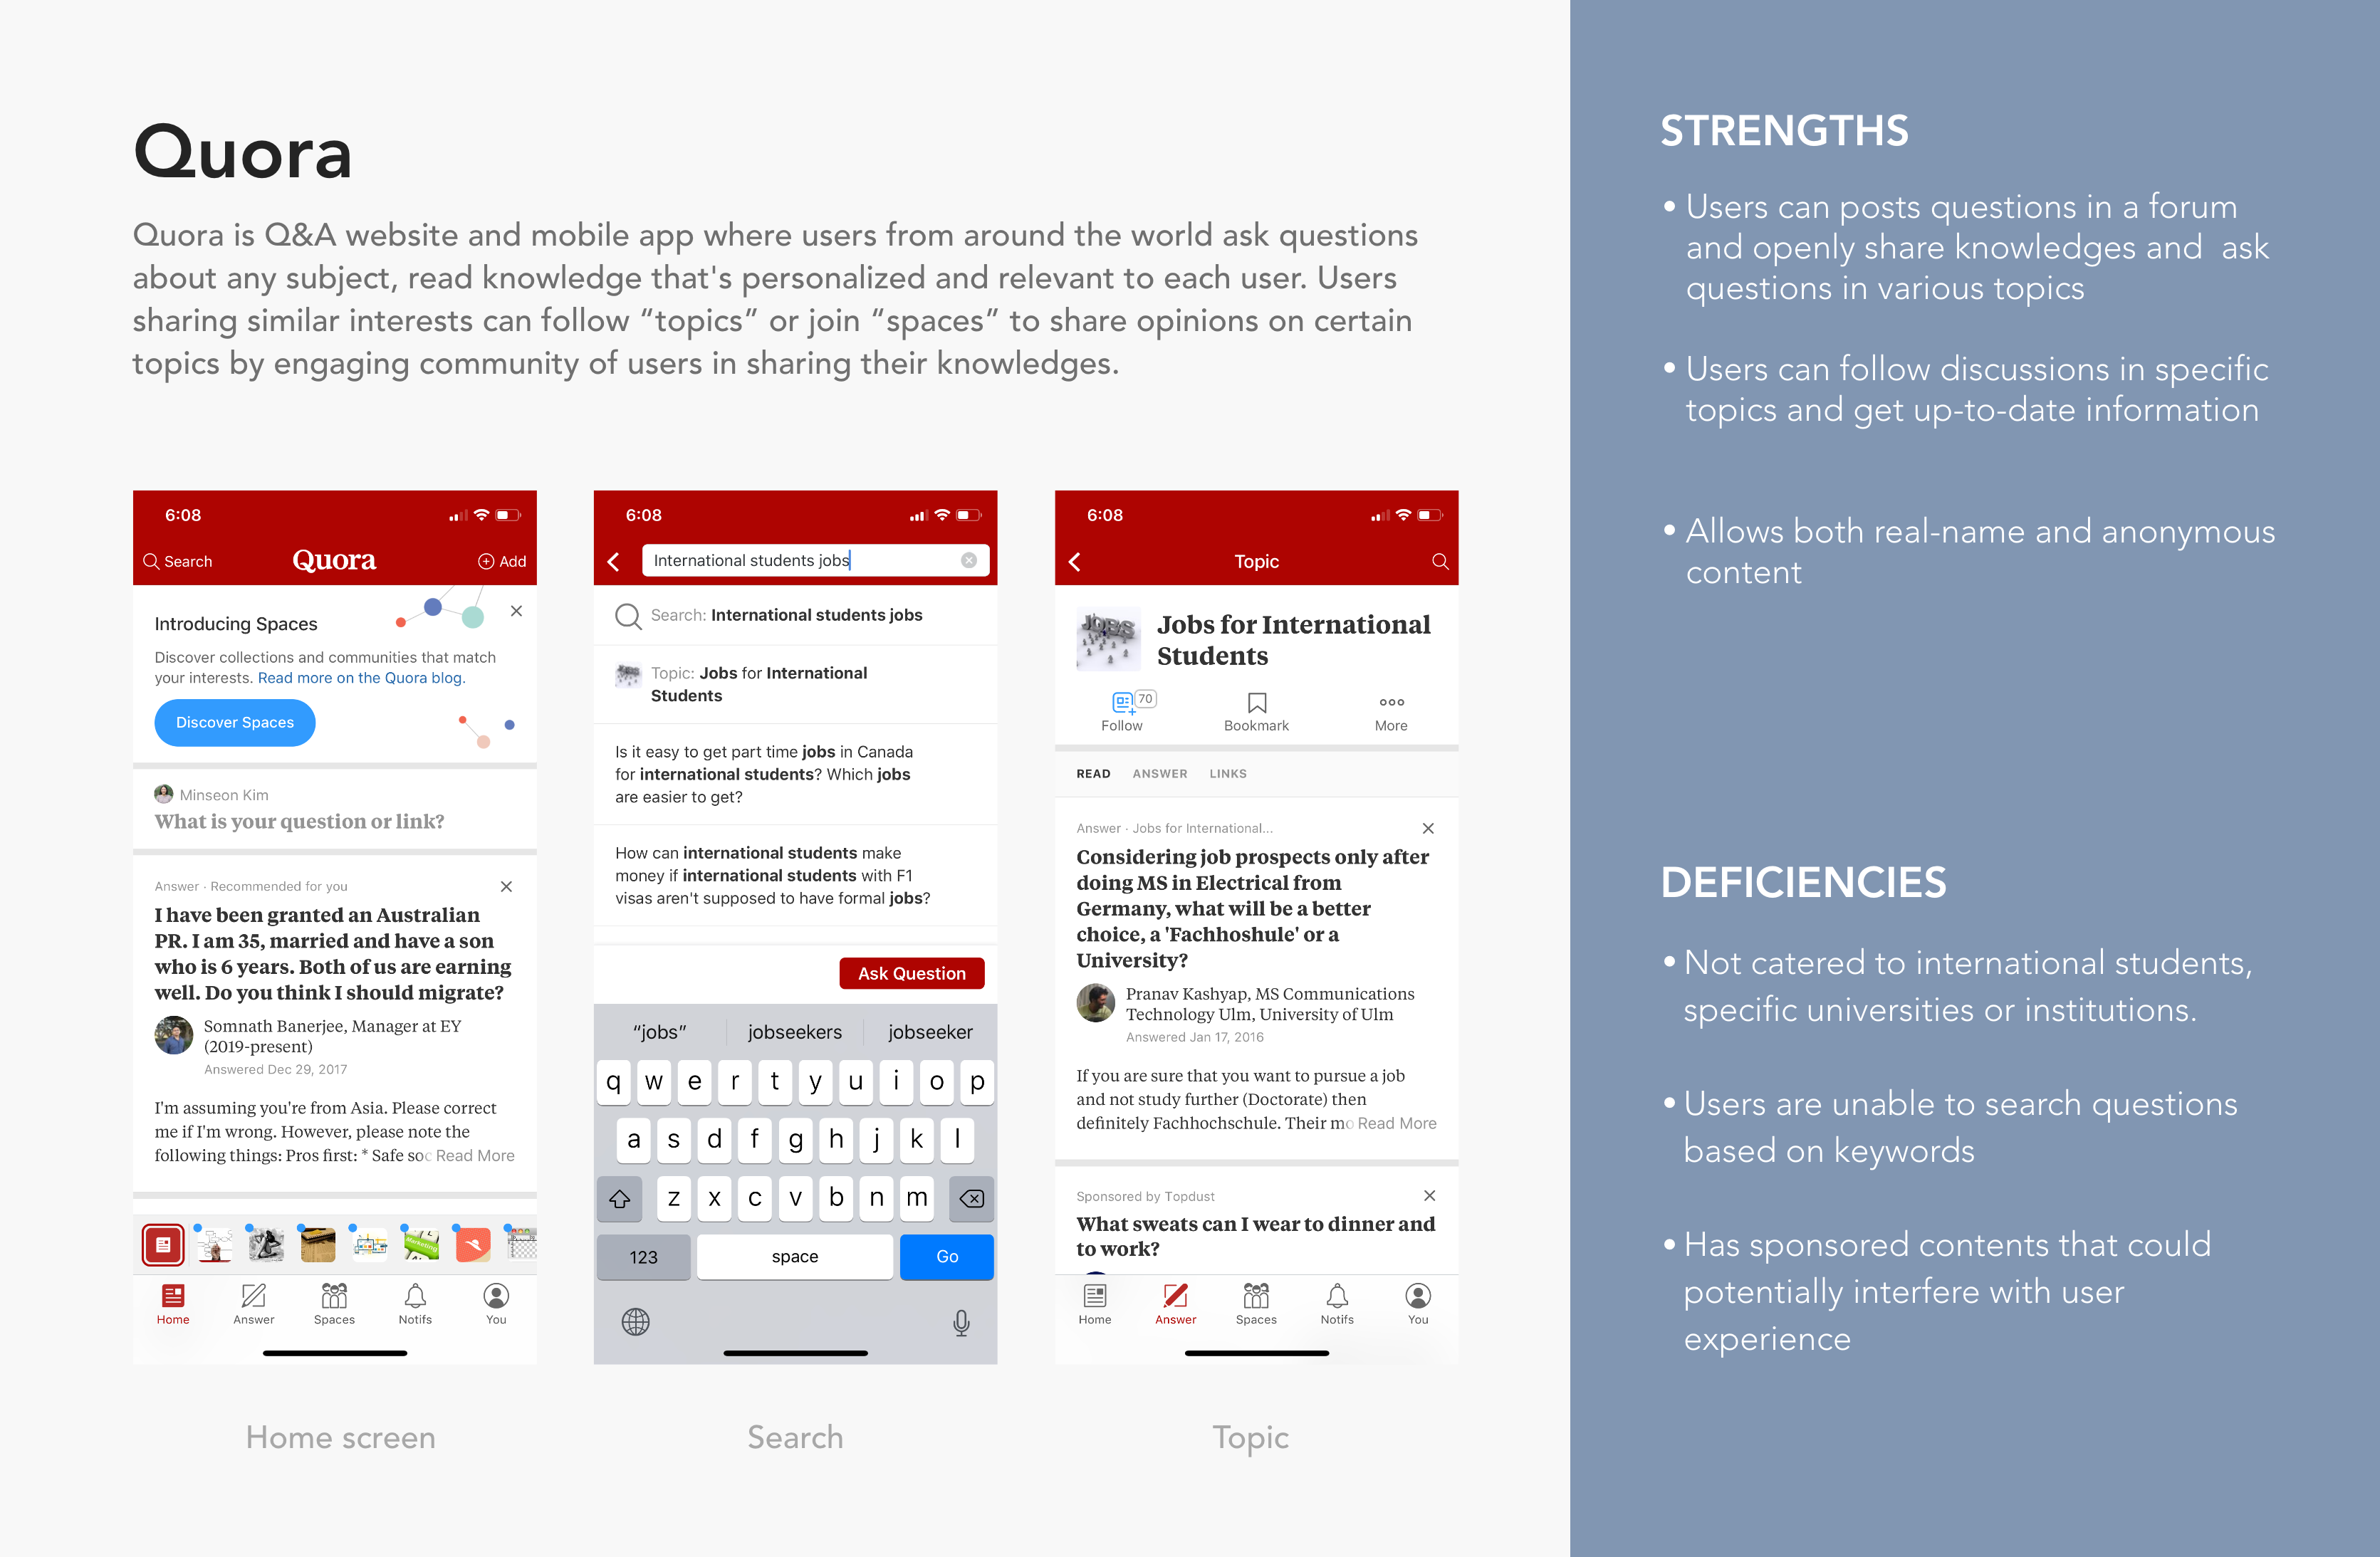 Quora
Quora is Q&A website and mobile app where users from around the world ask questions
about any subject, read knowledge that's personalized and relevant to each user. Users
sharing similar interests can follow “topics” or join “spaces” to share opinions on certain
topics by engaging community of users in sharing their knowledges.
6:08
Search
Quora
Add
Introducing Spaces
Discover collections and communities that match
your interests. Read more on the Quora blog.
Discover Spaces
Minseon Kim
What is your question or link?
Answer · Recommended for you
I have been granted an Australian
PR. I am 35, married and have a son
who is 6 years. Both of us are earning
well. Do you think I should migrate?
Somnath Banerjee, Manager at EY
(2019-present)
Answered Dec 29, 2017
I'm assuming you're from Asia. Please correct
me if I'm wrong. However, please note the
following things: Pros first: * Safe soc Read More
Marketing
Home
Answer
Spaces
Notifs
You
Home screen
6:08
International students jobs
Search: International students jobs
Topic: Jobs for International
Students
Is it easy to get part time jobs in Canada
for international students? Which jobs
are easier to get?
How can international students make
money if international students with F1
visas aren't supposed to have formal jobs?
Ask Question
“jobs”
jobseekers
jobseeker
q w e r t y u i o p
a s d f g h j k l
z x c v b n m
123
space
Go
Search
6:08
Topic
JOBS
Jobs for International
Students
70
Follow
Bookmark
More
READ
ANSWER
LINKS
Answer · Jobs for International...
Considering job prospects only after
doing MS in Electrical from
Germany, what will be a better
choice, a 'Fachhoshule' or a
University?
Pranav Kashyap, MS Communications
Technology Ulm, University of Ulm
Answered Jan 17, 2016
If you are sure that you want to pursue a job
and not study further (Doctorate) then
definitely Fachhochschule. Their mo Read More
Sponsored by Topdust
What sweats can I wear to dinner and
to work?
Home
Answer
Spaces
Notifs
You
Topic
STRENGTHS
• Users can posts questions in a forum
and openly share knowledges and  ask
questions in various topics
• Users can follow discussions in specific
topics and get up-to-date information
• Allows both real-name and anonymous
content
DEFICIENCIES
• Not catered to international students,
specific universities or institutions.
• Users are unable to search questions
based on keywords
• Has sponsored contents that could
potentially interfere with user
experience